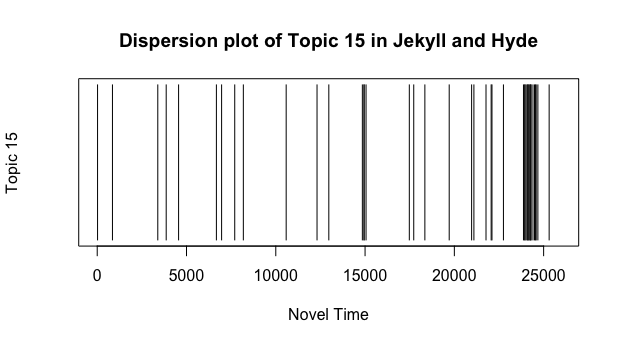 Dispersion plot of Topic 15 in Jekyll and Hyde
Topic 15
0 5000 10000 15000 20000 25000
Novel Time